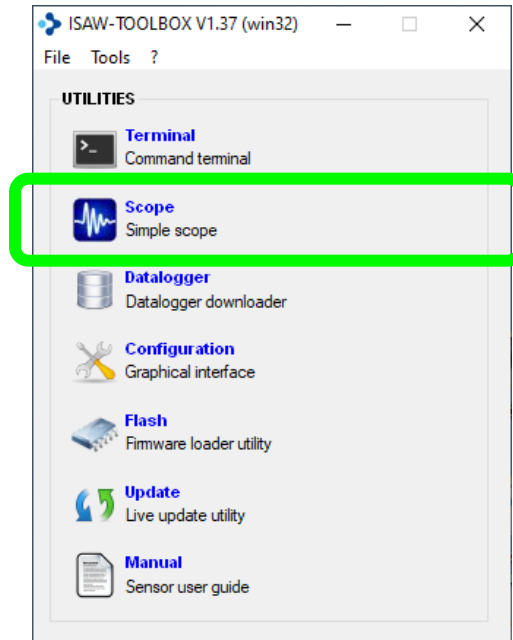 ISAW-TOOLBOX V1.37 (win32)
File Tools ?
UTILITIES
Terminal
Command terminal
Scope
Simple scope
Datalogger
Datalogger downloader
Configuration
Graphical interface
Flash
Firmware loader utility
Update
Live update utility
Manual
Sensor user guide